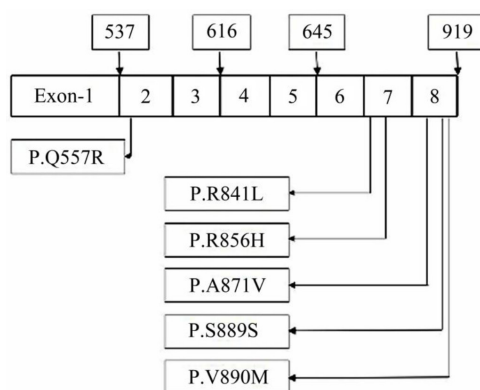 537 616 645 919
Exon-1 2 3 4 5 6 7 8
P.Q557R
P.R841L
P.R856H
P.A871V
P.S889S
P.V890M